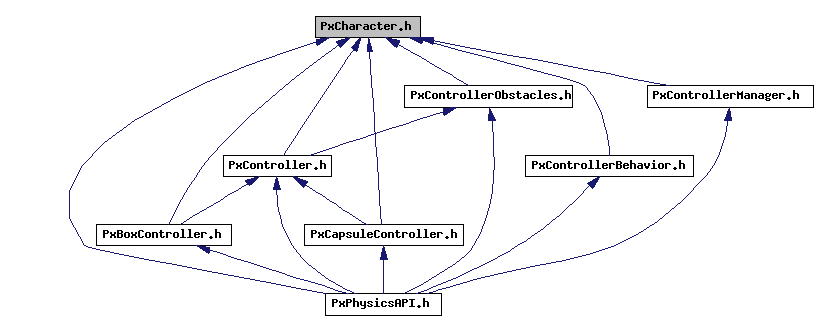 PxCharacter.h
PxControllerObstacles.h
PxControllerManager.h
PxController.h
PxControllerBehavior.h
PxBoxController.h
PxCapsuleController.h
PxPhysicsAPI.h